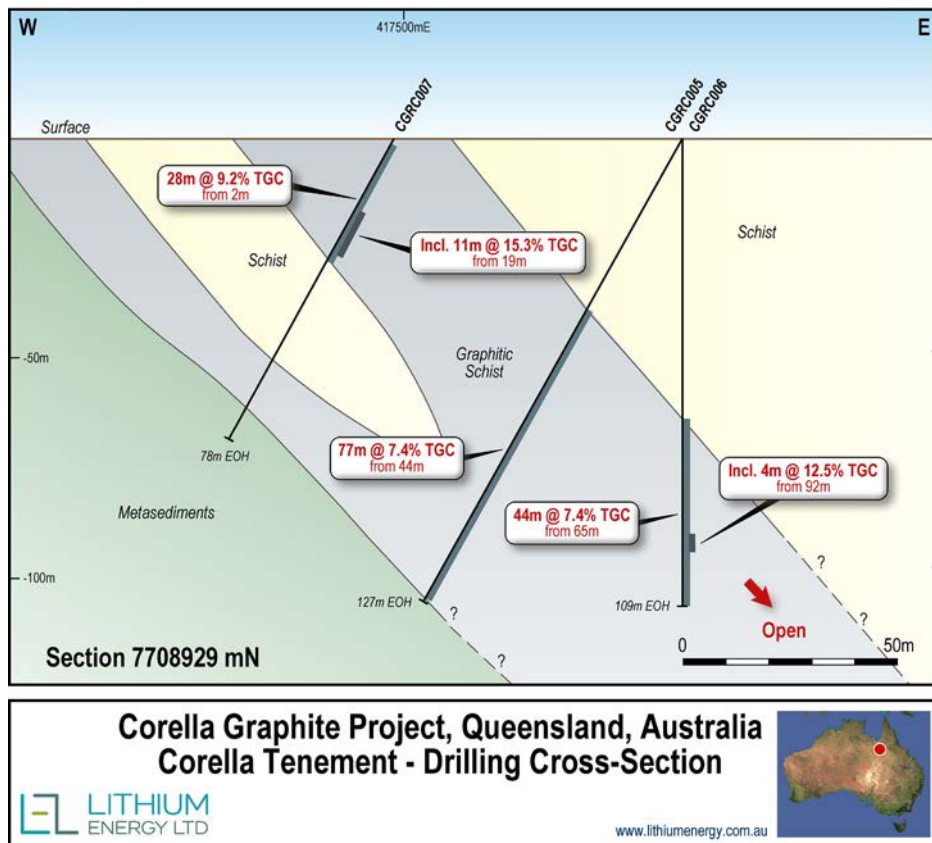 W
417500mE
E
CGRC007
CGRC005
CGRC006
Surface
28m @ 9.2% TGC
from 2m
Incl. 11m @ 15.3% TGC
from 19m
Schist
Schist
-50m
Graphitic
Schist
78m EOH
77m @ 7.4% TGC
from 44m
Incl. 4m @ 12.5% TGC
from 92m
44m @ 7.4% TGC
from 65m
Metasediments
-100m
?
127m EOH
?
109m EOH
?
Open
?
0
50m
Section 7708929 mN
Corella Graphite Project, Queensland, Australia
Corella Tenement - Drilling Cross-Section
LEL
LITHIUM
ENERGY LTD
www.lithiumenergy.com.au